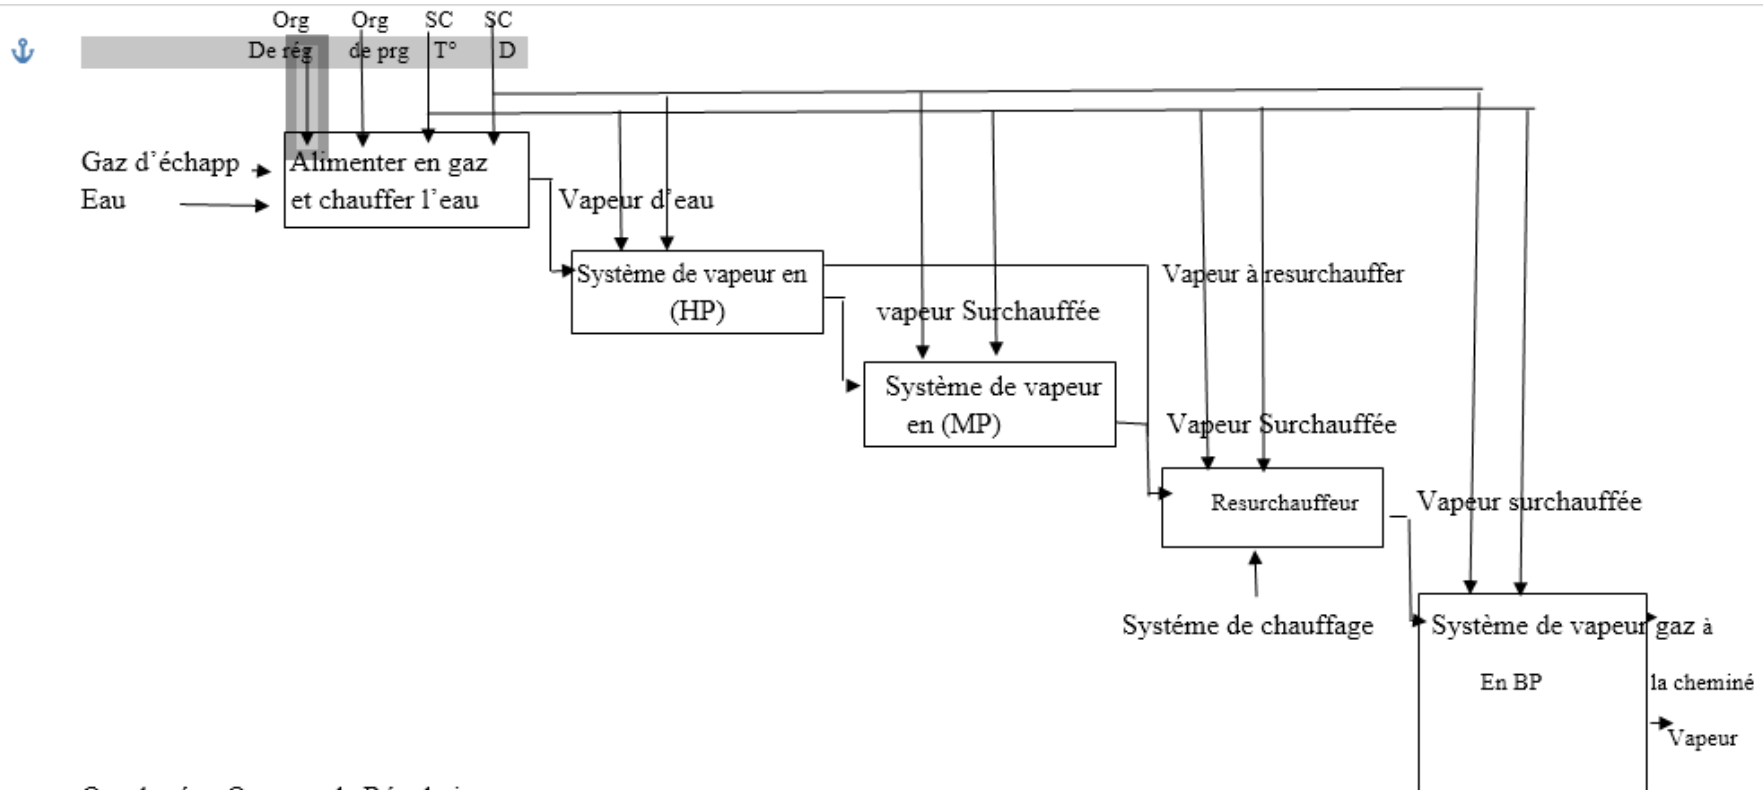 Org Org SC SC
De rég de prg T° D
Gaz d'échapp
Eau
Alimenter en gaz
et chauffer l'eau
Vapeur d'eau
Système de vapeur en
(HP)
Vapeur à resurchauffer
vapeur Surchauffée
Système de vapeur
en (MP)
Vapeur Surchauffée
Resurchauffeur
Vapeur surchauffée
Systéme de chauffage
Système de vapeur
En BP
gaz à
la cheminé
Vapeur